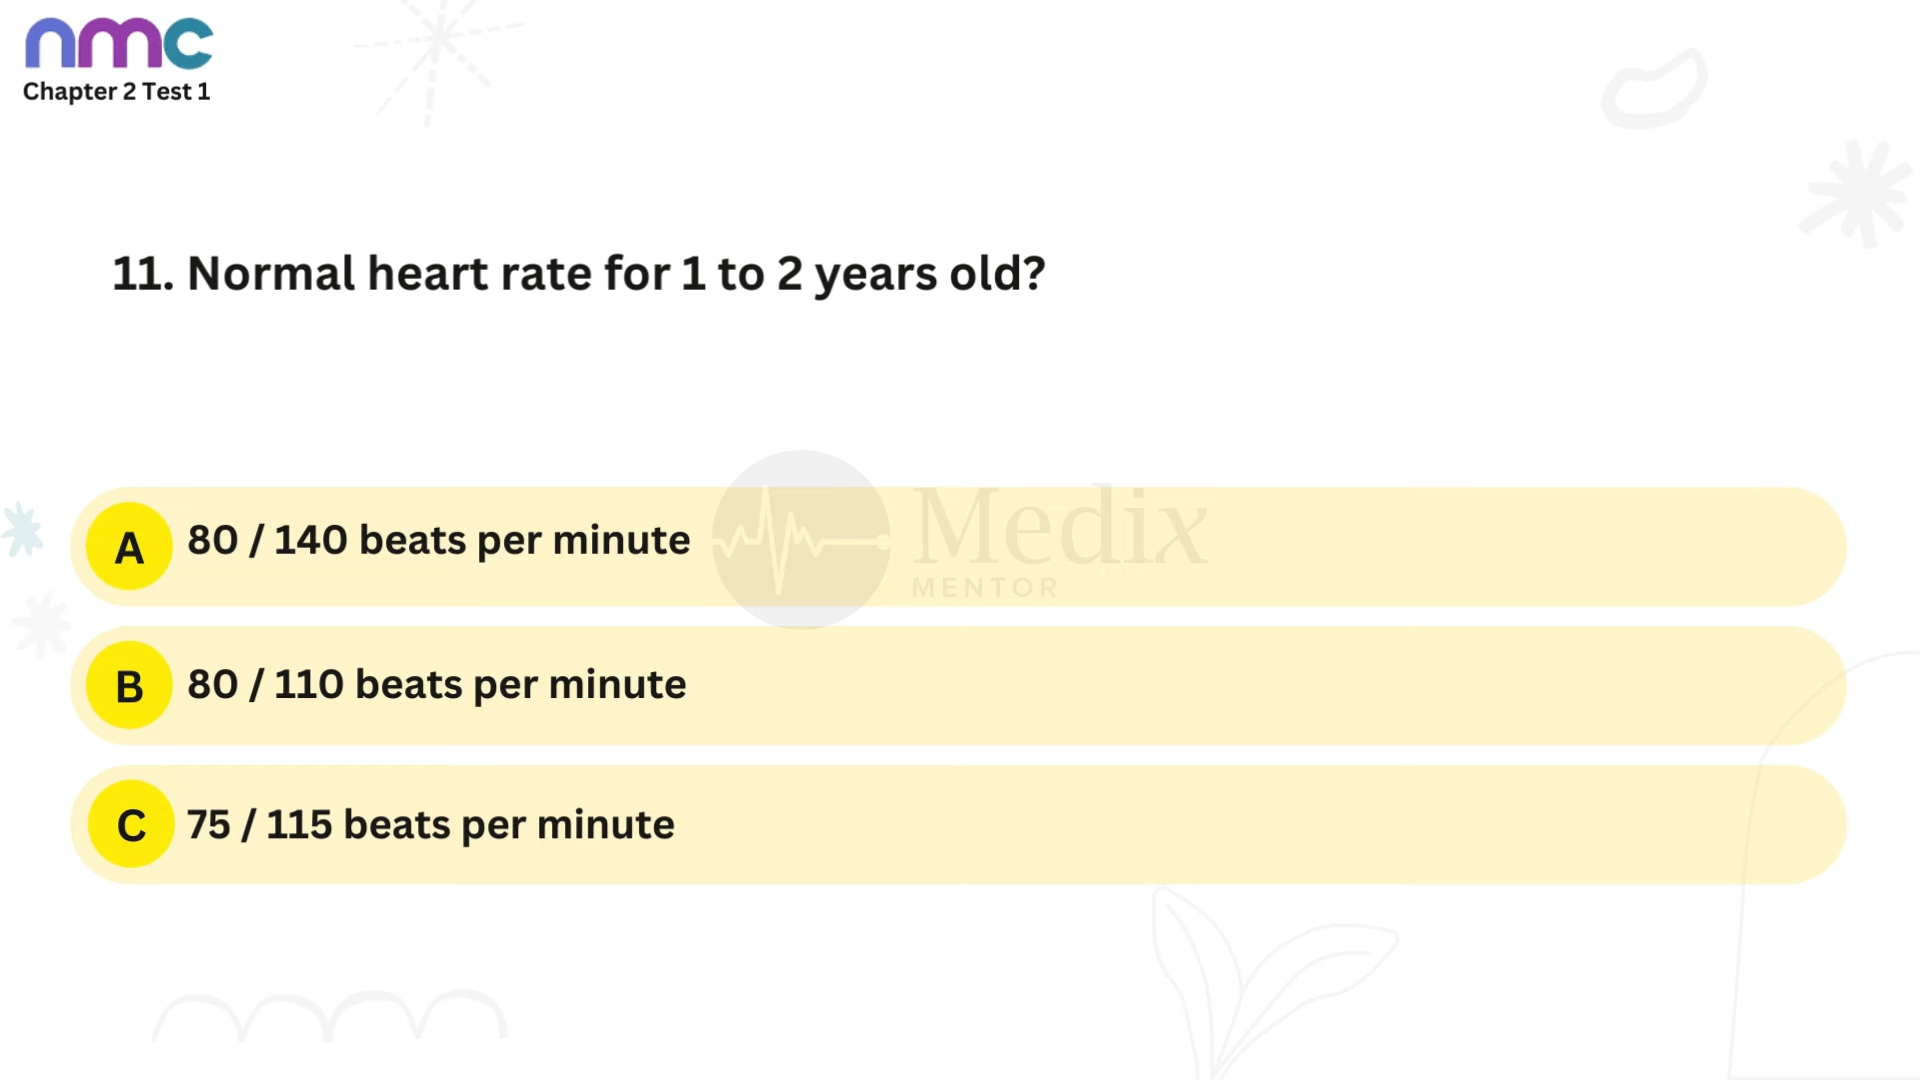 nmc
Chapter 2 Test 1
11. Normal heart rate for 1 to 2 years old?
A 80 / 140 beats per minute
Medix
MENTOR
B 80 / 110 beats per minute
C 75 / 115 beats per minute